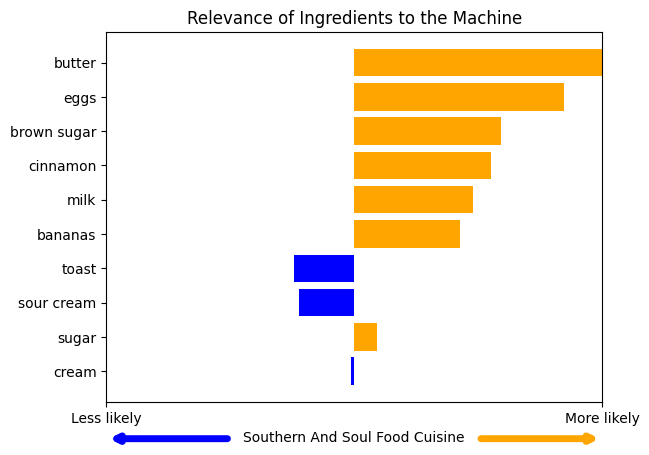 Relevance of Ingredients to the Machine
butter
eggs
brown sugar
cinnamon
milk
bananas
toast
sour cream
sugar
cream
Less likely More likely
Southern And Soul Food Cuisine